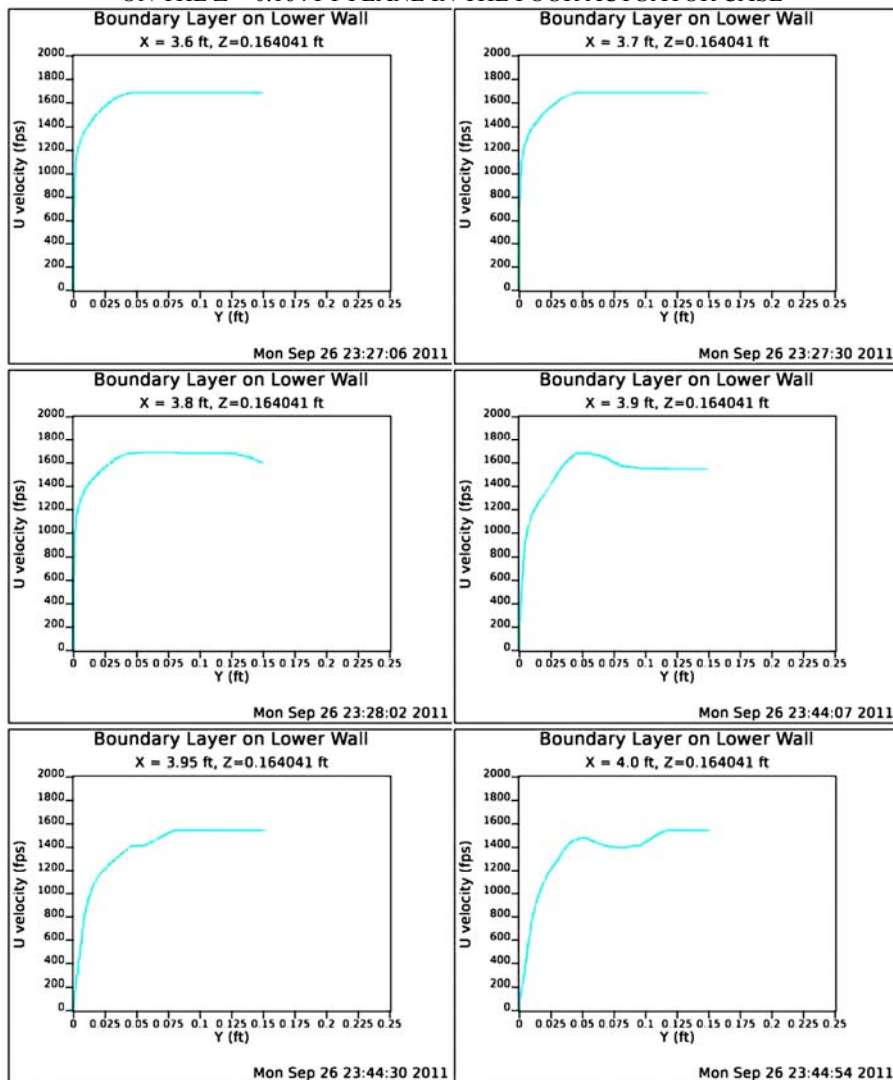 ON THE Z = 0.164 FT PLANE IN THE FOUR ACTUATOR CASE
Boundary Layer on Lower Wall
X = 3.6 ft, Z=0.164041 ft
2000
1800
1600
1400
1200
1000
800
600
400
200
0
U velocity (fps)
0 0.025 0.05 0.075 0.1 0.125 0.15 0.175 0.2 0.225 0.25
Y (ft)
Mon Sep 26 23:27:06 2011
Boundary Layer on Lower Wall
X = 3.7 ft, Z=0.164041 ft
2000
1800
1600
1400
1200
1000
800
600
400
200
0
U velocity (fps)
0 0.025 0.05 0.075 0.1 0.125 0.15 0.175 0.2 0.225 0.25
Y (ft)
Mon Sep 26 23:27:30 2011
Boundary Layer on Lower Wall
X = 3.8 ft, Z=0.164041 ft
2000
1800
1600
1400
1200
1000
800
600
400
200
0
U velocity (fps)
0 0.025 0.05 0.075 0.1 0.125 0.15 0.175 0.2 0.225 0.25
Y (ft)
Mon Sep 26 23:28:02 2011
Boundary Layer on Lower Wall
X = 3.9 ft, Z=0.164041 ft
2000
1800
1600
1400
1200
1000
800
600
400
200
0
U velocity (fps)
0 0.025 0.05 0.075 0.1 0.125 0.15 0.175 0.2 0.225 0.25
Y (ft)
Mon Sep 26 23:44:07 2011
Boundary Layer on Lower Wall
X = 3.95 ft, Z=0.164041 ft
2000
1800
1600
1400
1200
1000
800
600
400
200
0
U velocity (fps)
0 0.025 0.05 0.075 0.1 0.125 0.15 0.175 0.2 0.225 0.25
Y (ft)
Mon Sep 26 23:44:30 2011
Boundary Layer on Lower Wall
X = 4.0 ft, Z=0.164041 ft
2000
1800
1600
1400
1200
1000
800
600
400
200
0
U velocity (fps)
0 0.025 0.05 0.075 0.1 0.125 0.15 0.175 0.2 0.225 0.25
Y (ft)
Mon Sep 26 23:44:54 2011